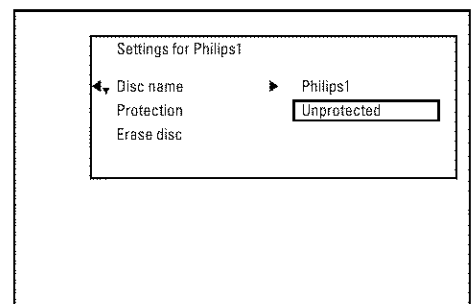 Settings for Philips1
Disc name Philips1
Protection Unprotected
Erase disc